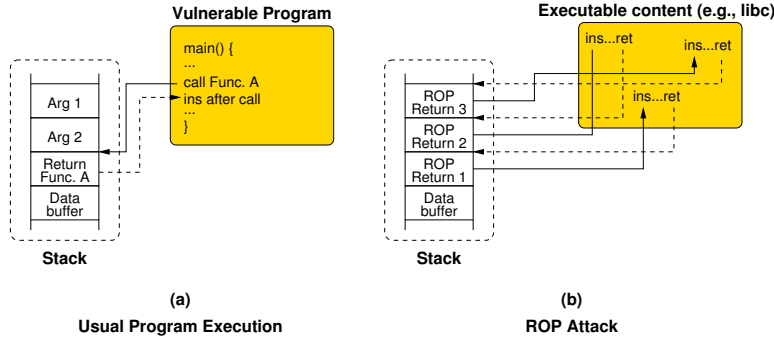 Vulnerable Program
main() {
...
call Func. A
ins after call
...
}
Arg 1
Arg 2
Return
Func. A
Data
buffer
Stack
(a)
Usual Program Execution
Executable content (e.g., libc)
ins...ret
ins...ret
ins...ret
ROP
Return 3
ROP
Return 2
ROP
Return 1
Data
buffer
Stack
(b)
ROP Attack